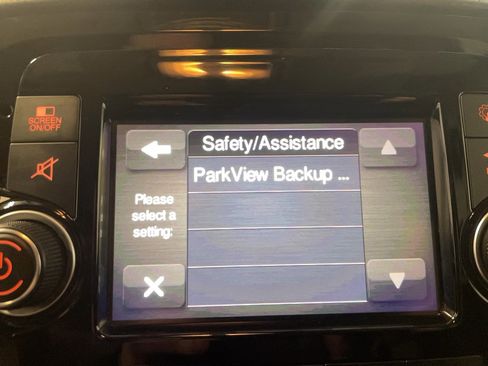 SCREEN
ON/OFF
Safety/Assistance
ParkView Backup ...
Please
select a
setting: